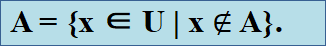 A = {x ∈ U | x ∉ A}.